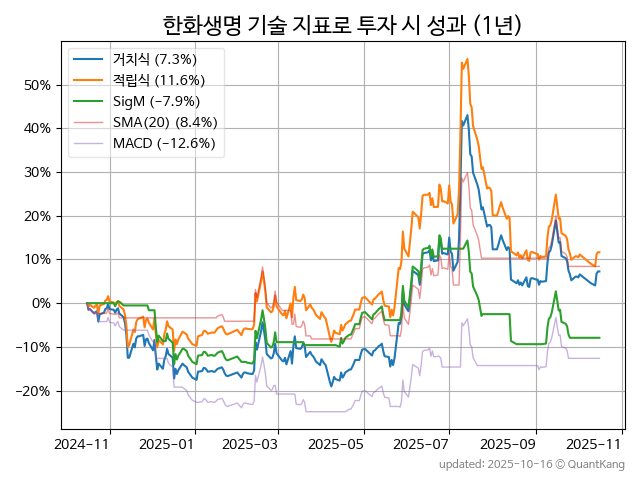 한화생명 기술 지표로 투자 시 성과 (1년)
거치식 (7.3%)
적립식 (11.6%)
SigM (−7.9%)
SMA(20) (8.4%)
MACD (−12.6%)
50%
40%
30%
20%
10%
0%
−10%
−20%
2024-11 2025-01 2025-03 2025-05 2025-07 2025-09 2025-11
updated: 2025-10-16 © QuantKang